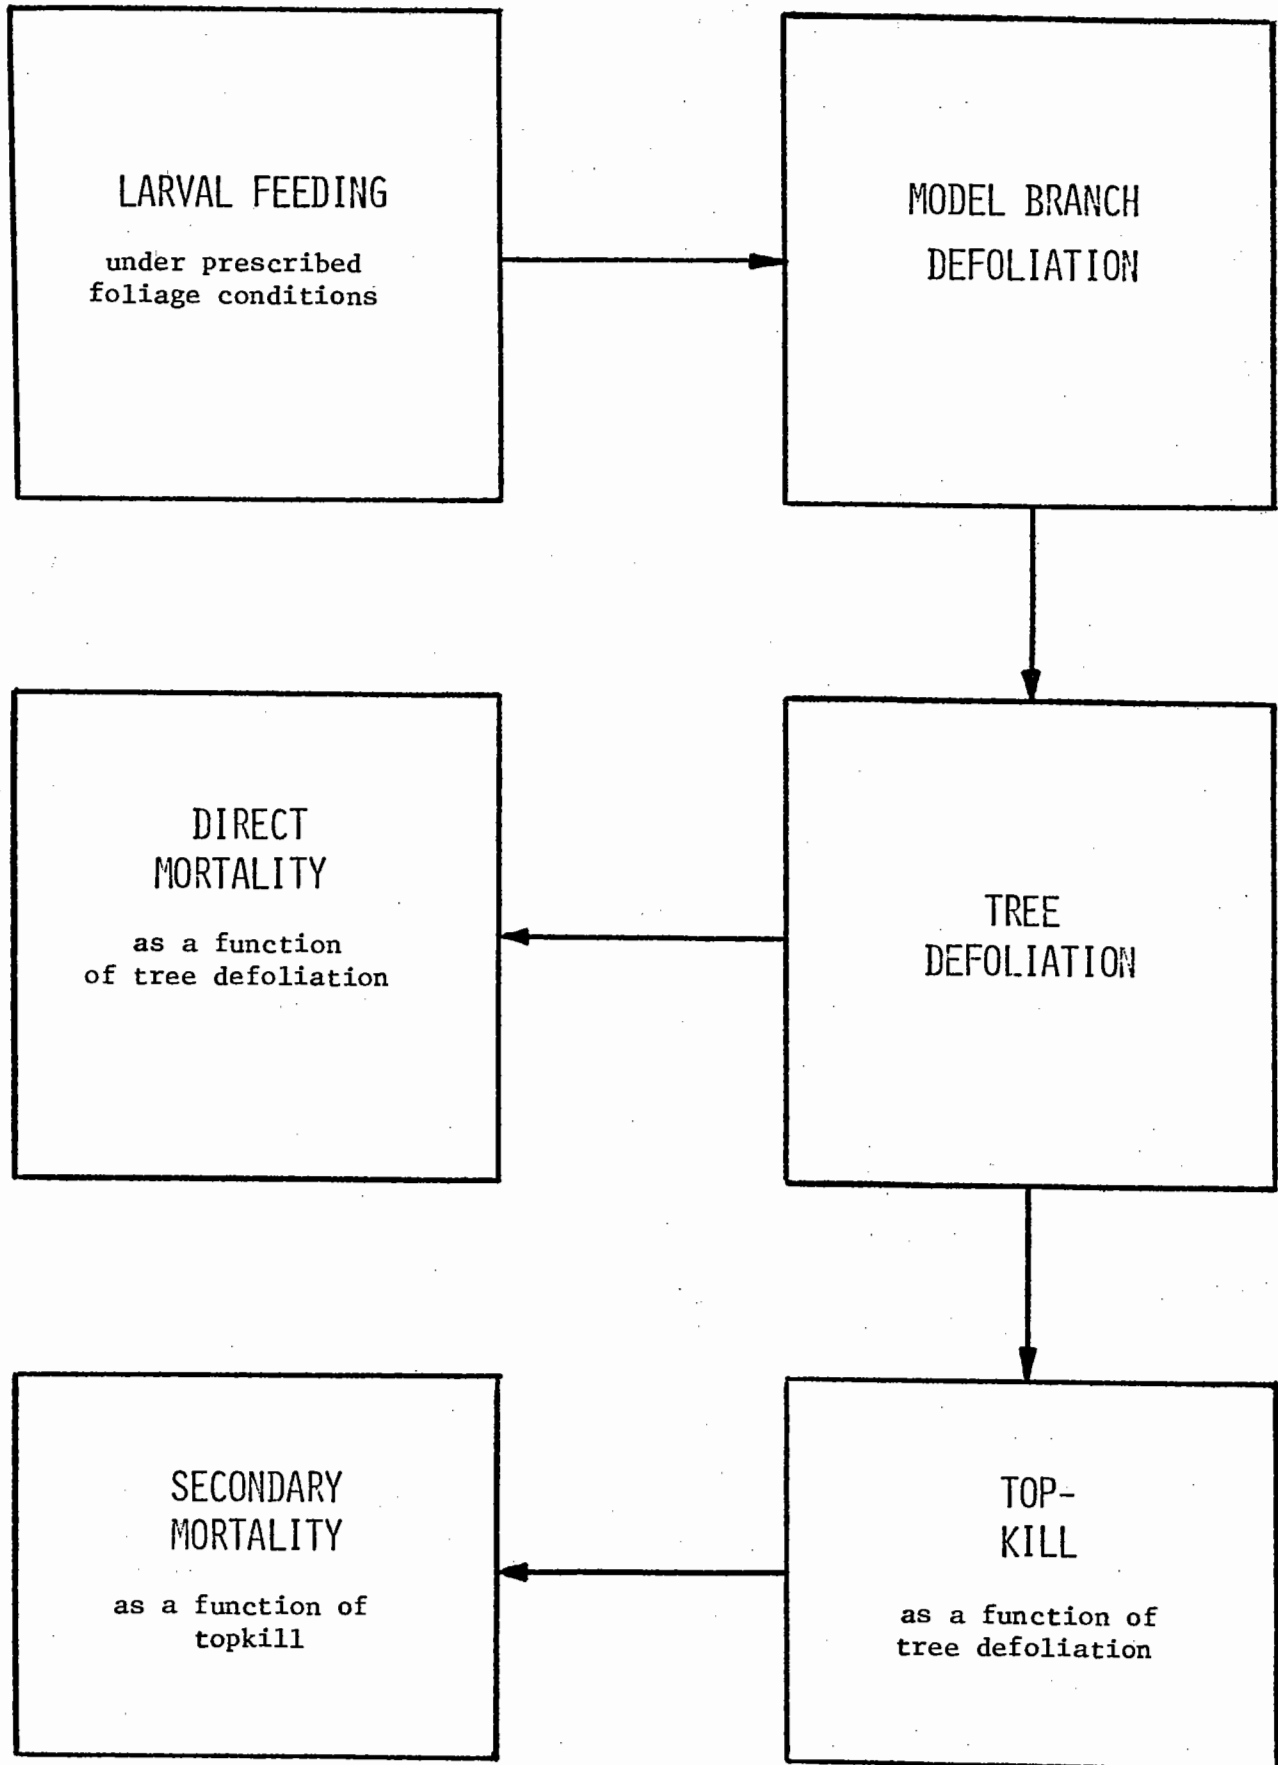 LARVAL FEEDING
under prescribed
foliage conditions
MODEL BRANCH
DEFOLIATION
DIRECT
MORTALITY
as a function
of tree defoliation
TREE
DEFOLIATION
SECONDARY
MORTALITY
as a function of
topkill
TOP-
KILL
as a function of
tree defoliation